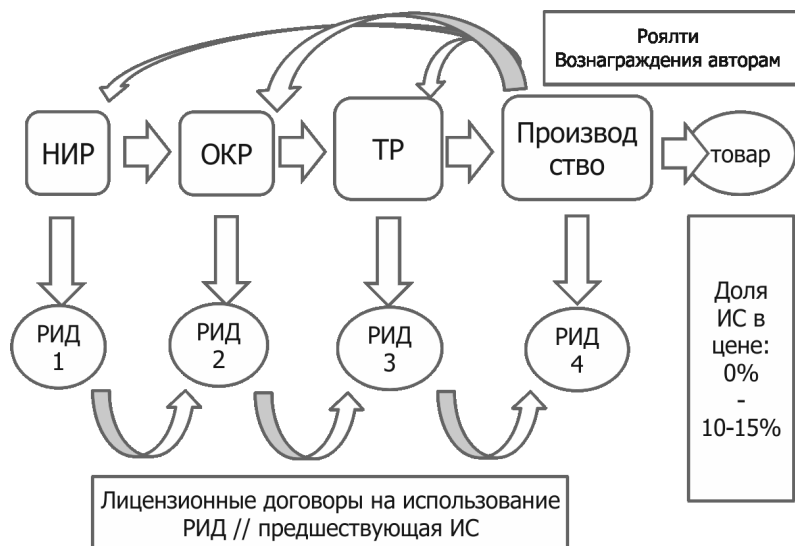 Роялти
Вознаграждения авторам
НИР
ОКР
ТР
Производ
ство
товар
РИД
1
РИД
2
РИД
3
РИД
4
Доля
ИС в
цене:
0%
-
10-15%
Лицензионные договоры на использование
РИД // предшествующая ИС